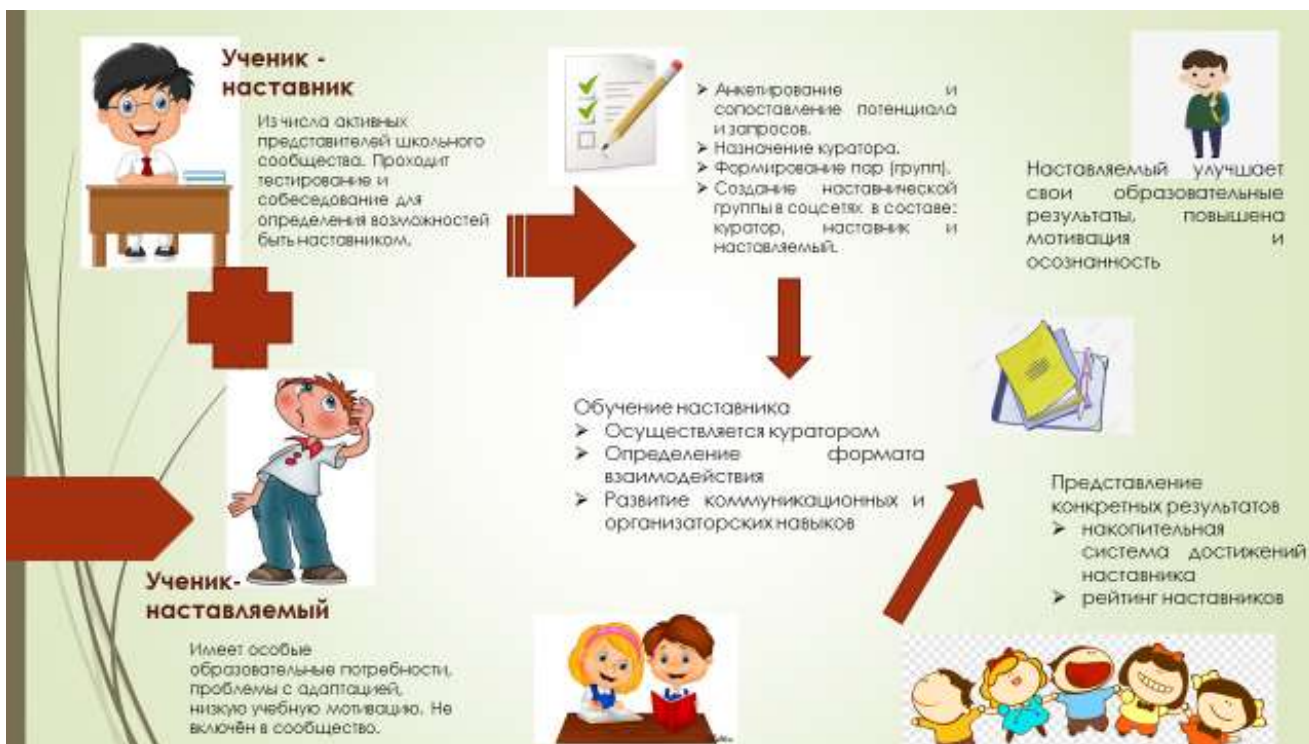 Ученик -
наставник
Из числа активных
представителей школьного
сообщества. Проходит
тестирование и
собеседование для
определения возможностей
быть наставником.
Ученик-
наставляемый
Имеет особые
образовательные потребности,
проблемы с адаптацией,
низкую учебную мотивацию. Не
включён в сообщество.
➤ Анкетирование и
сопоставление потенциала
и запросов.
➤ Назначение куратора.
➤ Формирование пар (групп).
➤ Создание наставнической
группы в соцсетях в составе:
куратор, наставник и
наставляемый.
Обучение наставника
➤ Осуществляется куратором
➤ Определение формата
взаимодействия
➤ Развитие коммуникационных и
организаторских навыков
Наставляемый улучшает
свои образовательные
результаты, повышена
мотивация и
осознанность
Представление
конкретных результатов
➤ накопительная
система достижений
наставника
➤ рейтинг наставников